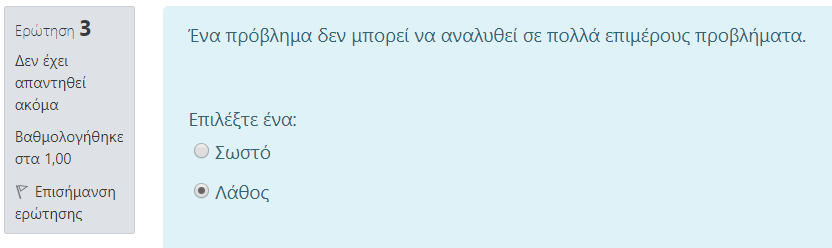 Ερώτηση 3
Δεν έχει
απαντηθεί
ακόμα
Βαθμολογήθηκε
στα 1,00
Επισήμανση
ερώτησης
Ένα πρόβλημα δεν μπορεί να αναλυθεί σε πολλά επιμέρους προβλήματα.
Επιλέξτε ένα:
Σωστό
Λάθος